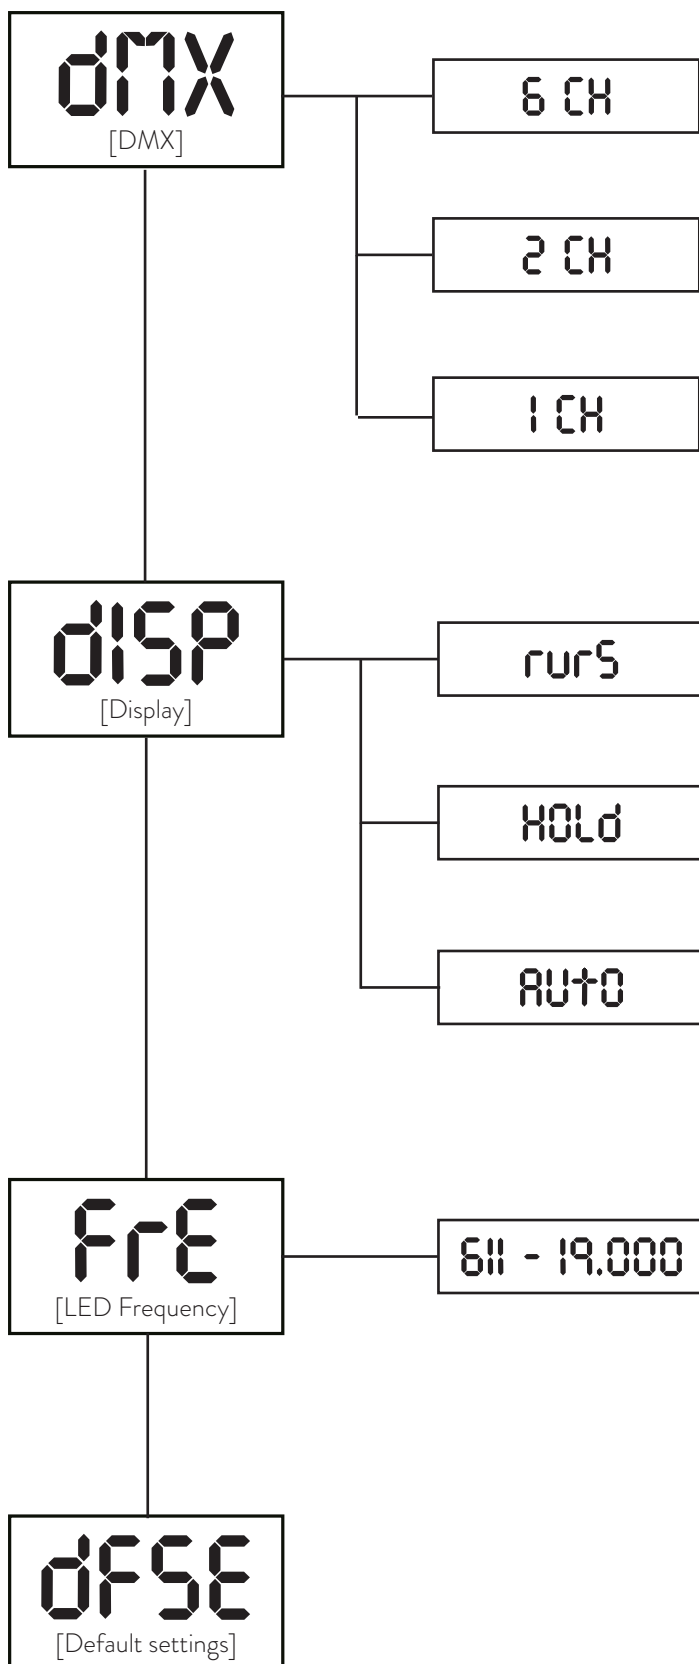 dMX
[DMX]
6 CH
2 CH
1 CH
dISP
[Display]
rurS
HOLd
AUtO
FrE
[LED Frequency]
611 - 19.000
dFSE
[Default settings]